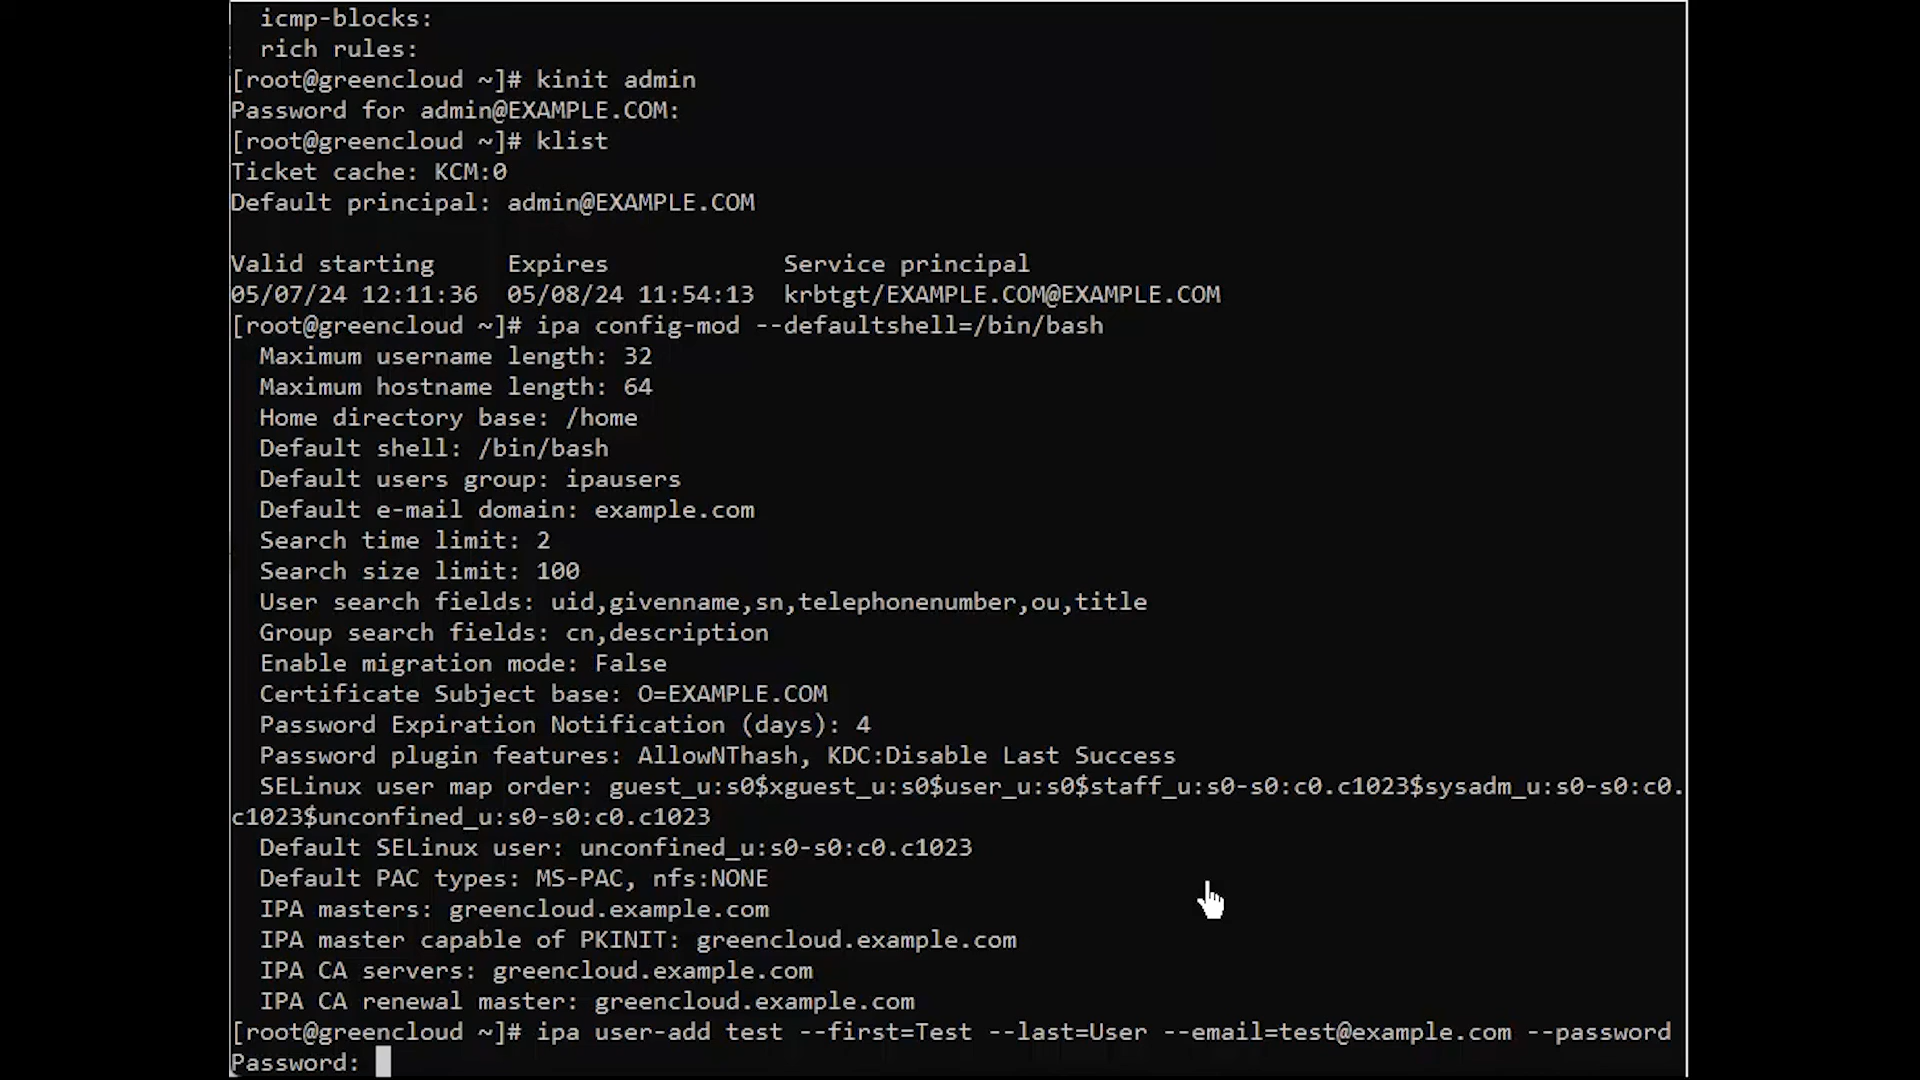 icmp-blocks:
rich rules:
[root@greencloud ~]# kinit admin
Password for admin@EXAMPLE.COM:
[root@greencloud ~]# klist
Ticket cache: KCM:0
Default principal: admin@EXAMPLE.COM
Valid starting     Expires            Service principal
05/07/24 12:11:36  05/08/24 11:54:13  krbtgt/EXAMPLE.COM@EXAMPLE.COM
[root@greencloud ~]# ipa config-mod --defaultshell=/bin/bash
Maximum username length: 32
Maximum hostname length: 64
Home directory base: /home
Default shell: /bin/bash
Default users group: ipausers
Default e-mail domain: example.com
Search time limit: 2
Search size limit: 100
User search fields: uid,givenname,sn,telephonenumber,ou,title
Group search fields: cn,description
Enable migration mode: False
Certificate Subject base: O=EXAMPLE.COM
Password Expiration Notification (days): 4
Password plugin features: AllowNThash, KDC:Disable Last Success
SELinux user map order: guest_u:s0$xguest_u:s0$user_u:s0$staff_u:s0-s0:c0.c1023$sysadm_u:s0-s0:c0.
c1023$unconfined_u:s0-s0:c0.c1023
Default SELinux user: unconfined_u:s0-s0:c0.c1023
Default PAC types: MS-PAC, nfs:NONE
IPA masters: greencloud.example.com
IPA master capable of PKINIT: greencloud.example.com
IPA CA servers: greencloud.example.com
IPA CA renewal master: greencloud.example.com
[root@greencloud ~]# ipa user-add test --first=Test --last=User --email=test@example.com --password
Password: